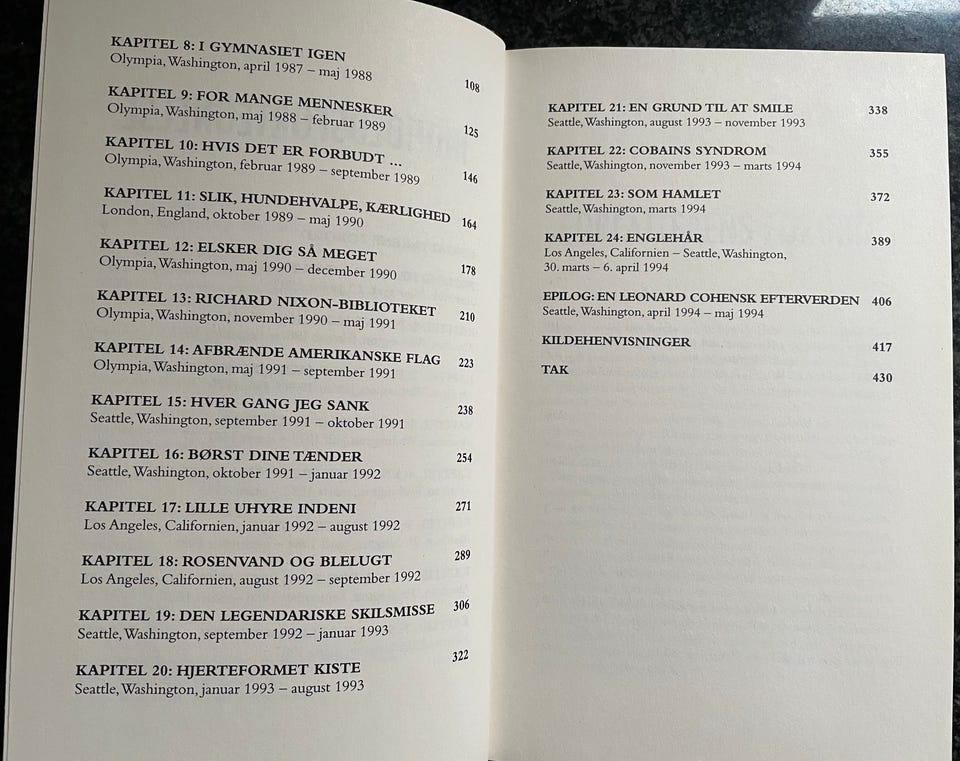 KAPITEL 8: I GYMNASIET IGEN
Olympia, Washington, april 1987 – maj 1988
108
KAPITEL 9: FOR MANGE MENNESKER
Olympia, Washington, maj 1988 – februar 1989
125
KAPITEL 10: HVIS DET ER FORBUDT ...
Olympia, Washington, februar 1989 – september 1989
146
KAPITEL 11: SLIK, HUNDEHVALPE, KÆRLIGHED
London, England, oktober 1989 – maj 1990
164
KAPITEL 12: ELSKER DIG SÅ MEGET
Olympia, Washington, maj 1990 – december 1990
178
KAPITEL 13: RICHARD NIXON-BIBLIOTEKET
Olympia, Washington, november 1990 – maj 1991
210
KAPITEL 14: AFBRÆNDE AMERIKANSKE FLAG
Olympia, Washington, maj 1991 – september 1991
223
KAPITEL 15: HVER GANG JEG SANK
Seattle, Washington, september 1991 – oktober 1991
238
KAPITEL 16: BØRST DINE TÆNDER
Seattle, Washington, oktober 1991 – januar 1992
254
KAPITEL 17: LILLE UHYRE INDENI
Los Angeles, Californien, januar 1992 – august 1992
271
KAPITEL 18: ROSENVAND OG BLELUGT
Los Angeles, Californien, august 1992 – september 1992
289
KAPITEL 19: DEN LEGENDARISKE SKILSMISSE
Seattle, Washington, september 1992 – januar 1993
306
KAPITEL 20: HJERTEFORMET KISTE
Seattle, Washington, januar 1993 – august 1993
322
KAPITEL 21: EN GRUND TIL AT SMILE
Seattle, Washington, august 1993 – november 1993
338
KAPITEL 22: COBAINS SYNDROM
Seattle, Washington, november 1993 – marts 1994
355
KAPITEL 23: SOM HAMLET
Seattle, Washington, marts 1994
372
KAPITEL 24: ENGLEHÅR
Los Angeles, Californien – Seattle, Washington,
30. marts – 6. april 1994
389
EPILOG: EN LEONARD COHENSK EFTERVERDEN
Seattle, Washington, april 1994 – maj 1994
406
KILDEHENVISNINGER
417
TAK
430